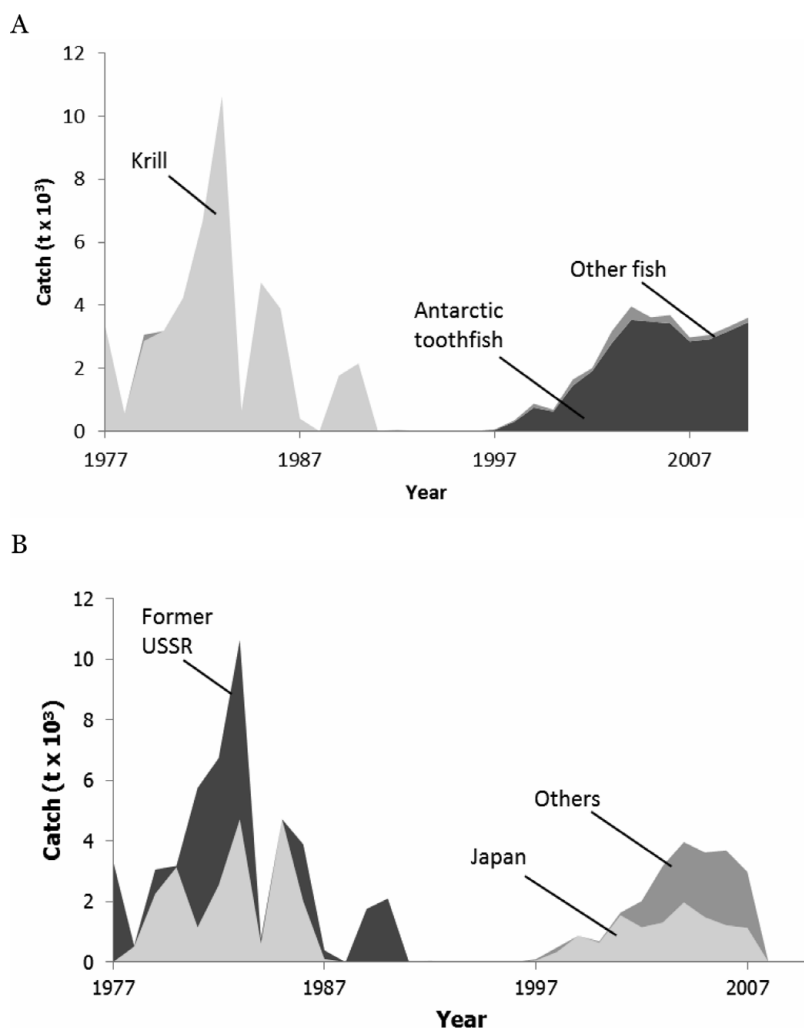 A
12
10
8
6
4
2
0
Catch (t x 10³)
Krill
Antarctic
toothfish
Other fish
1977
1987
1997
2007
Year
B
12
10
8
6
4
2
0
Catch (t x 10³)
Former
USSR
Others
Japan
1977
1987
1997
2007
Year